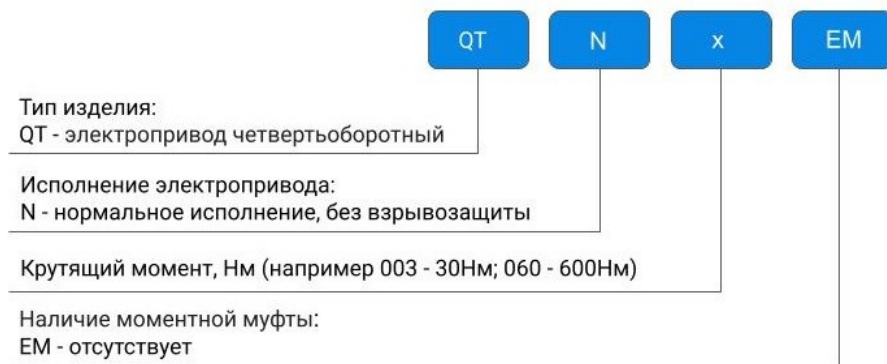 QT N x EM
Тип изделия:
QT - электропривод четвертьоборотный
Исполнение электропривода:
N - нормальное исполнение, без взрывозащиты
Крутящий момент, Нм (например 003 - 30Нм; 060 - 600Нм)
Наличие моментной муфты:
EM - отсутствует